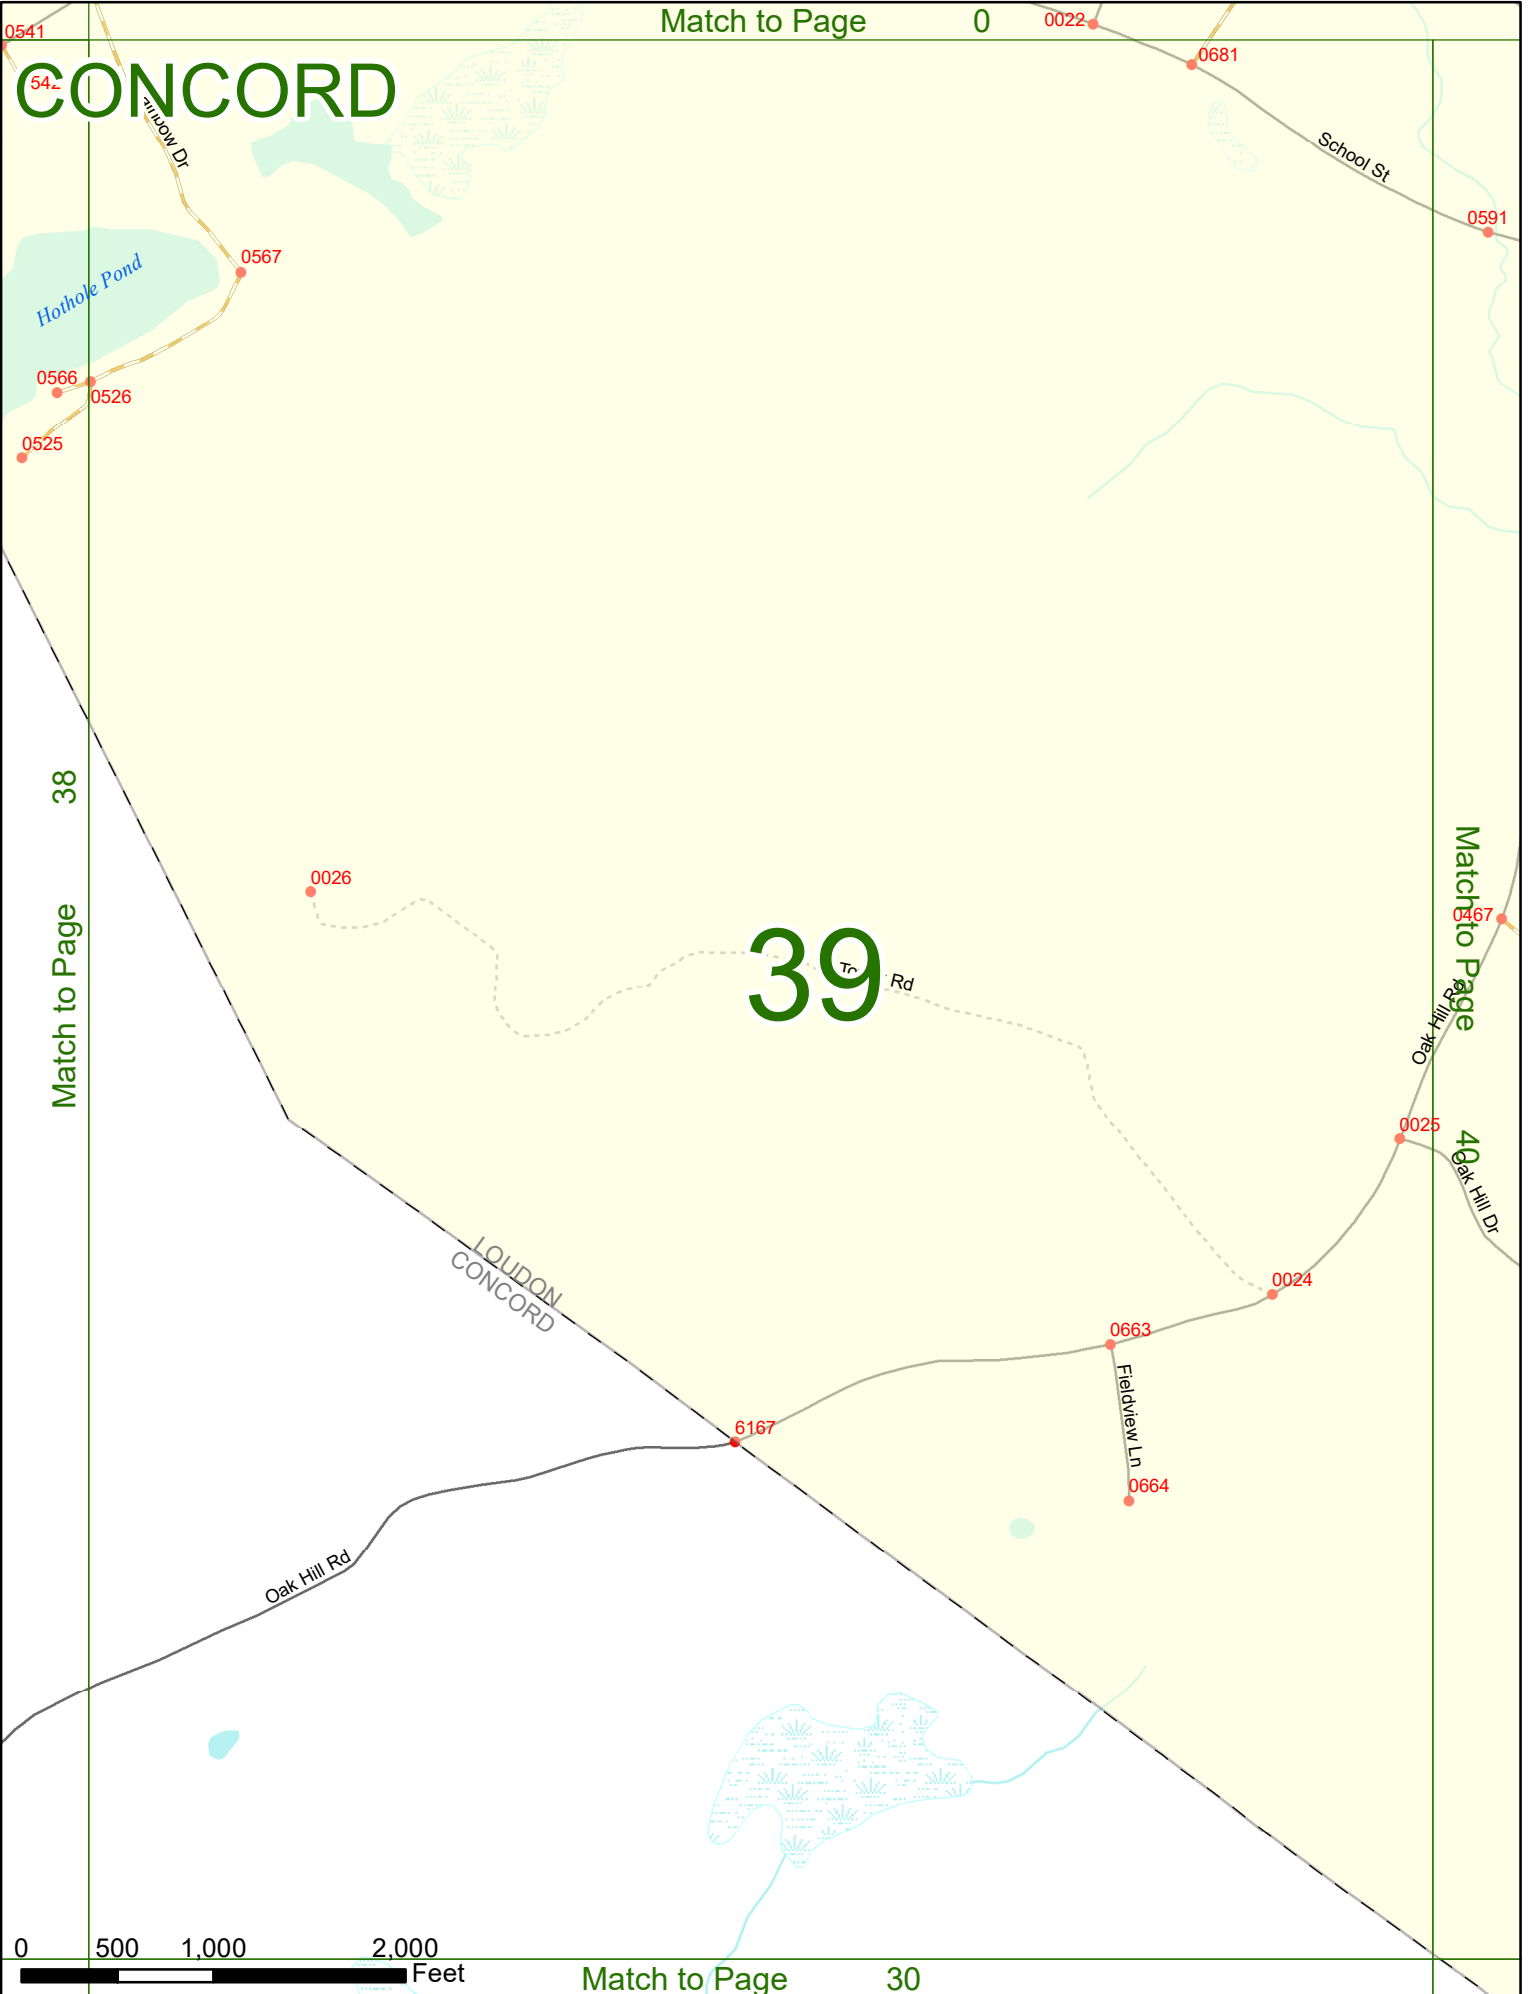 Match to Page 0
0022
0541
0681
CONCORD
School St
0591
Hothole Pond
0567
0566
0526
0525
Match to Page 38
0026
39
Rd
0467
Match to Page 40
Oak Hill Rd
0025
Oak Hill Dr
LOUDON
CONCORD
0024
0663
Fieldview Ln
6167
0664
Oak Hill Rd
0 500 1,000 2,000
Feet
Match to Page 30